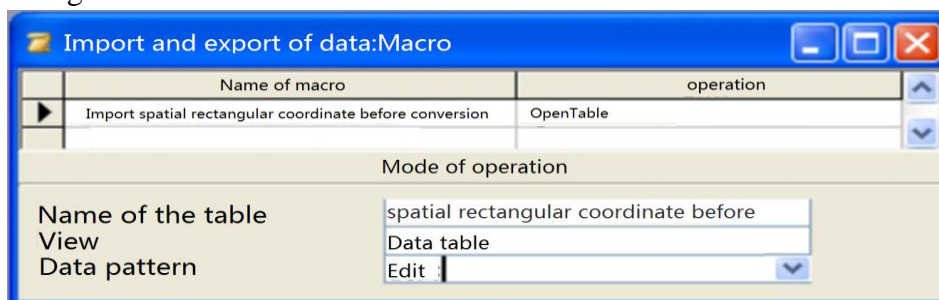 Import and export of data:Macro
Name of macro operation
Import spatial rectangular coordinate before conversion OpenTable
Mode of operation
Name of the table spatial rectangular coordinate before
View Data table
Data pattern Edit